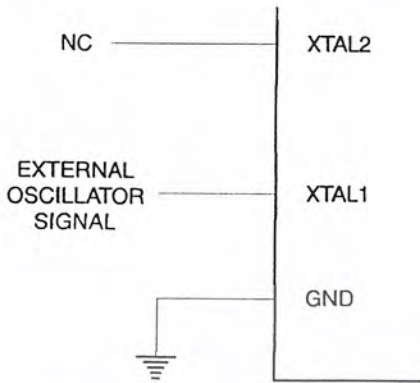 NC
XTAL2
EXTERNAL
OSCILLATOR
SIGNAL
XTAL1
GND